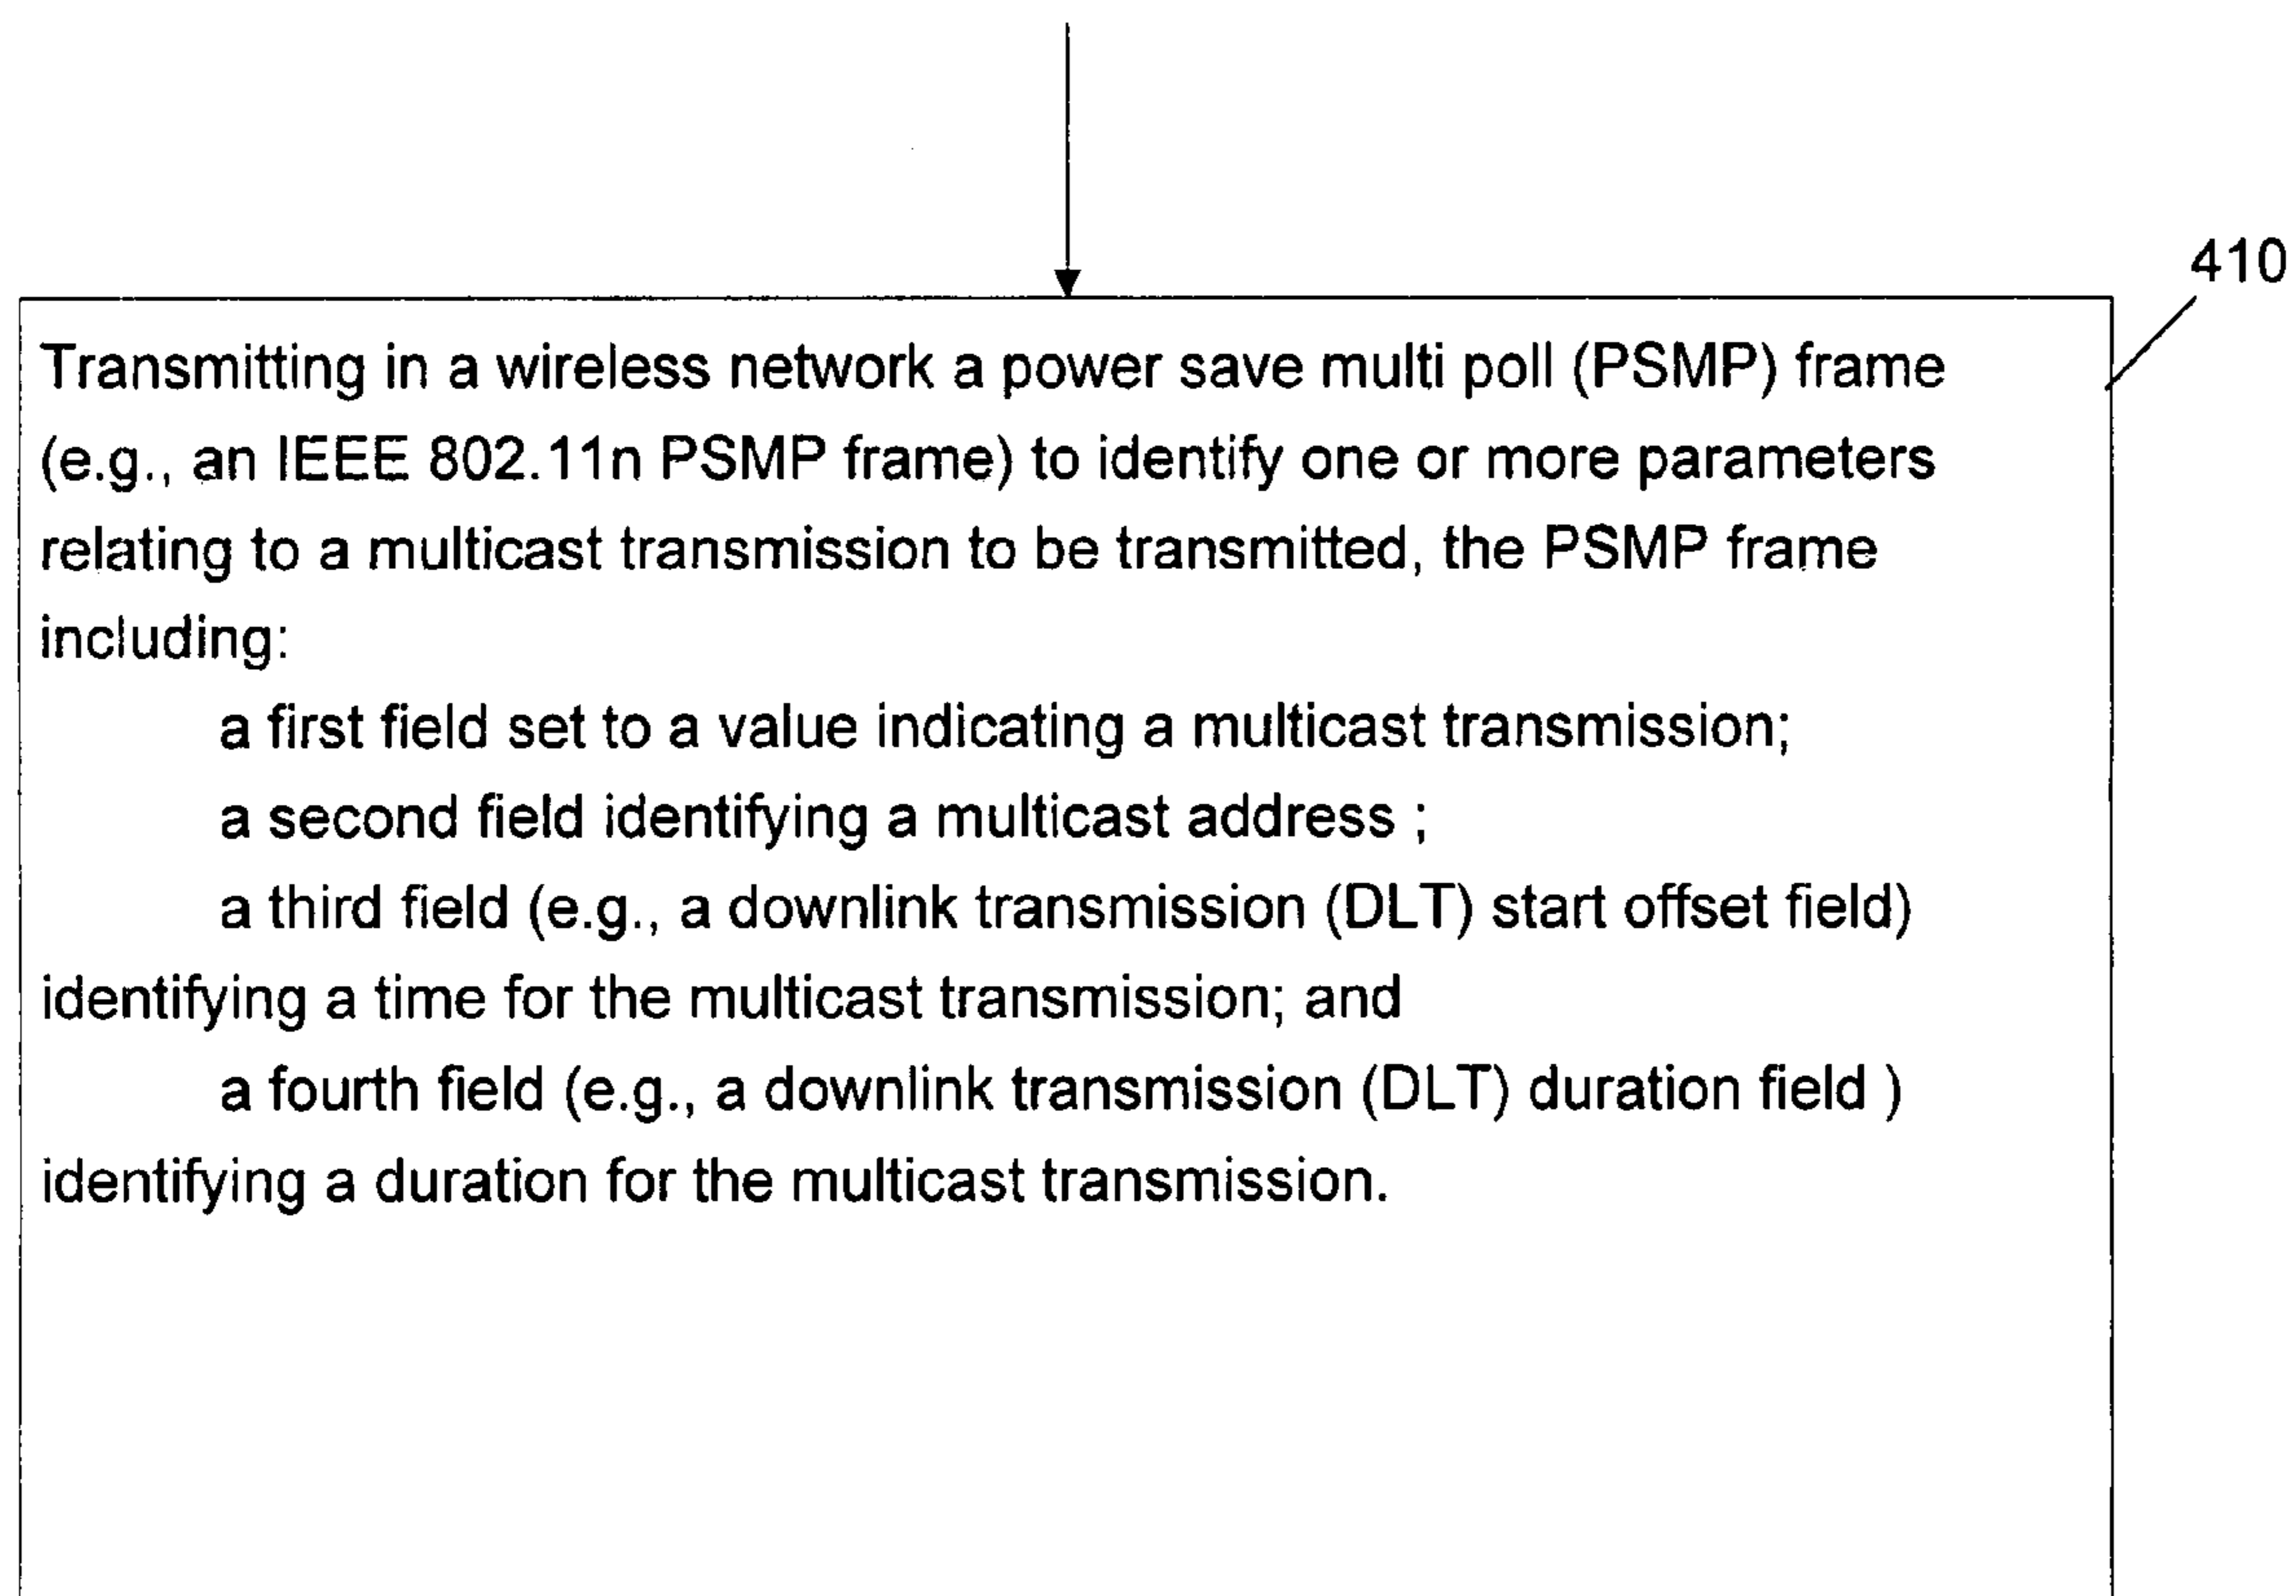 410
Transmitting in a wireless network a power save multi poll (PSMP) frame
(e.g., an IEEE 802.11n PSMP frame) to identify one or more parameters
relating to a multicast transmission to be transmitted, the PSMP frame
including:
a first field set to a value indicating a multicast transmission;
a second field identifying a multicast address ;
a third field (e.g., a downlink transmission (DLT) start offset field)
identifying a time for the multicast transmission; and
a fourth field (e.g., a downlink transmission (DLT) duration field )
identifying a duration for the multicast transmission.